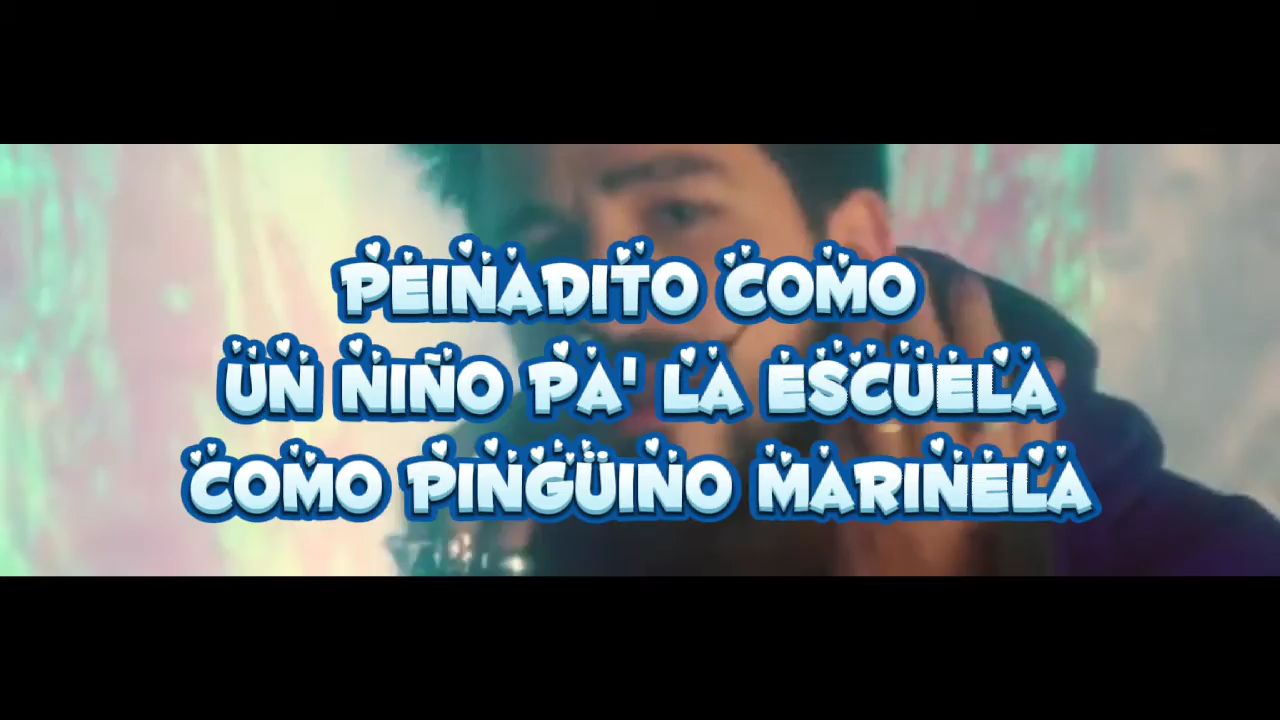 PEINADITO COMO
UN NIÑO PA' LA ESCUELA
COMO PINGÜINO MARINELA